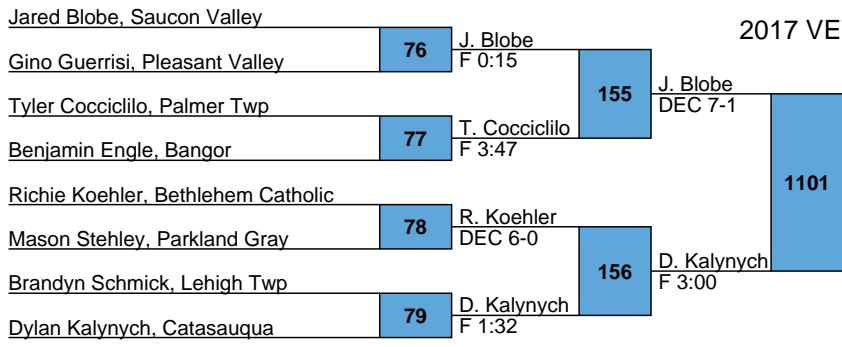 Jared Blobe, Saucon Valley
76
J. Blobe
F 0:15
Gino Guerrisi, Pleasant Valley
2017 VE
155
J. Blobe
DEC 7-1
Tyler Cocciclilo, Palmer Twp
77
T. Cocciclilo
F 3:47
Benjamin Engle, Bangor
1101
Richie Koehler, Bethlehem Catholic
78
R. Koehler
DEC 6-0
Mason Stehley, Parkland Gray
156
D. Kalynych
F 3:00
Brandyn Schmick, Lehigh Twp
79
D. Kalynych
F 1:32
Dylan Kalynych, Catasauqua